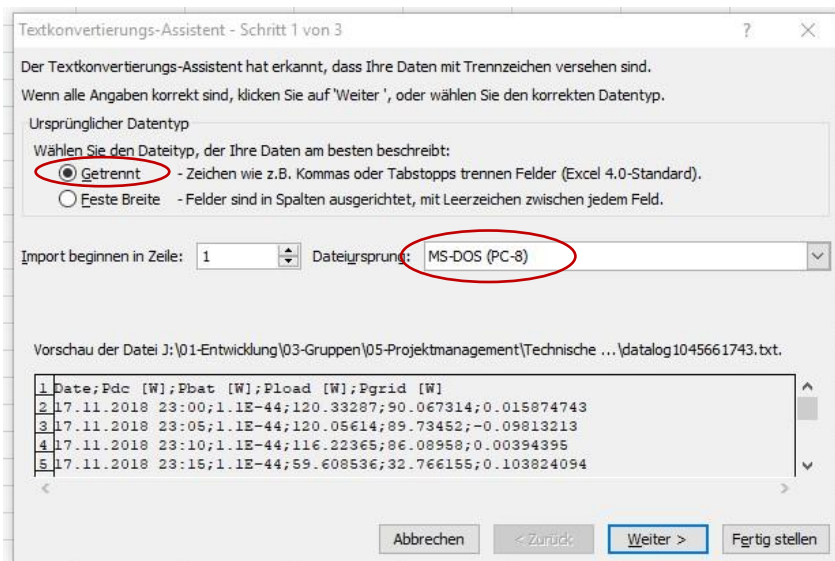 Textkonvertierungs-Assistent - Schritt 1 von 3 ?
Der Textkonvertierungs-Assistent hat erkannt, dass Ihre Daten mit Trennzeichen versehen sind.
Wenn alle Angaben korrekt sind, klicken Sie auf 'Weiter ', oder wählen Sie den korrekten Datentyp.
Ursprünglicher Datentyp
Wählen Sie den Dateityp, der Ihre Daten am besten beschreibt:
Getrennt - Zeichen wie z.B. Kommas oder Tabstopps trennen Felder (Excel 4.0-Standard).
Feste Breite - Felder sind in Spalten ausgerichtet, mit Leerzeichen zwischen jedem Feld.
Import beginnen in Zeile: 1 Dateiursprung: MS-DOS (PC-8)
Vorschau der Datei J:\01-Entwicklung\03-Gruppen\05-Projektmanagement\Technische ...\datalog1045661743.txt.
1 Date;Pdc [W];Pbat [W];Pload [W];Pgrid [W]
2 17.11.2018 23:00;1.1E-44;120.33287;90.067314;0.015874743
3 17.11.2018 23:05;1.1E-44;120.05614;89.73452;-0.09813213
4 17.11.2018 23:10;1.1E-44;116.22365;86.08958;0.00394395
5 17.11.2018 23:15;1.1E-44;59.608536;32.766155;0.103824094
Abbrechen < Zurück Weiter > Fertig stellen